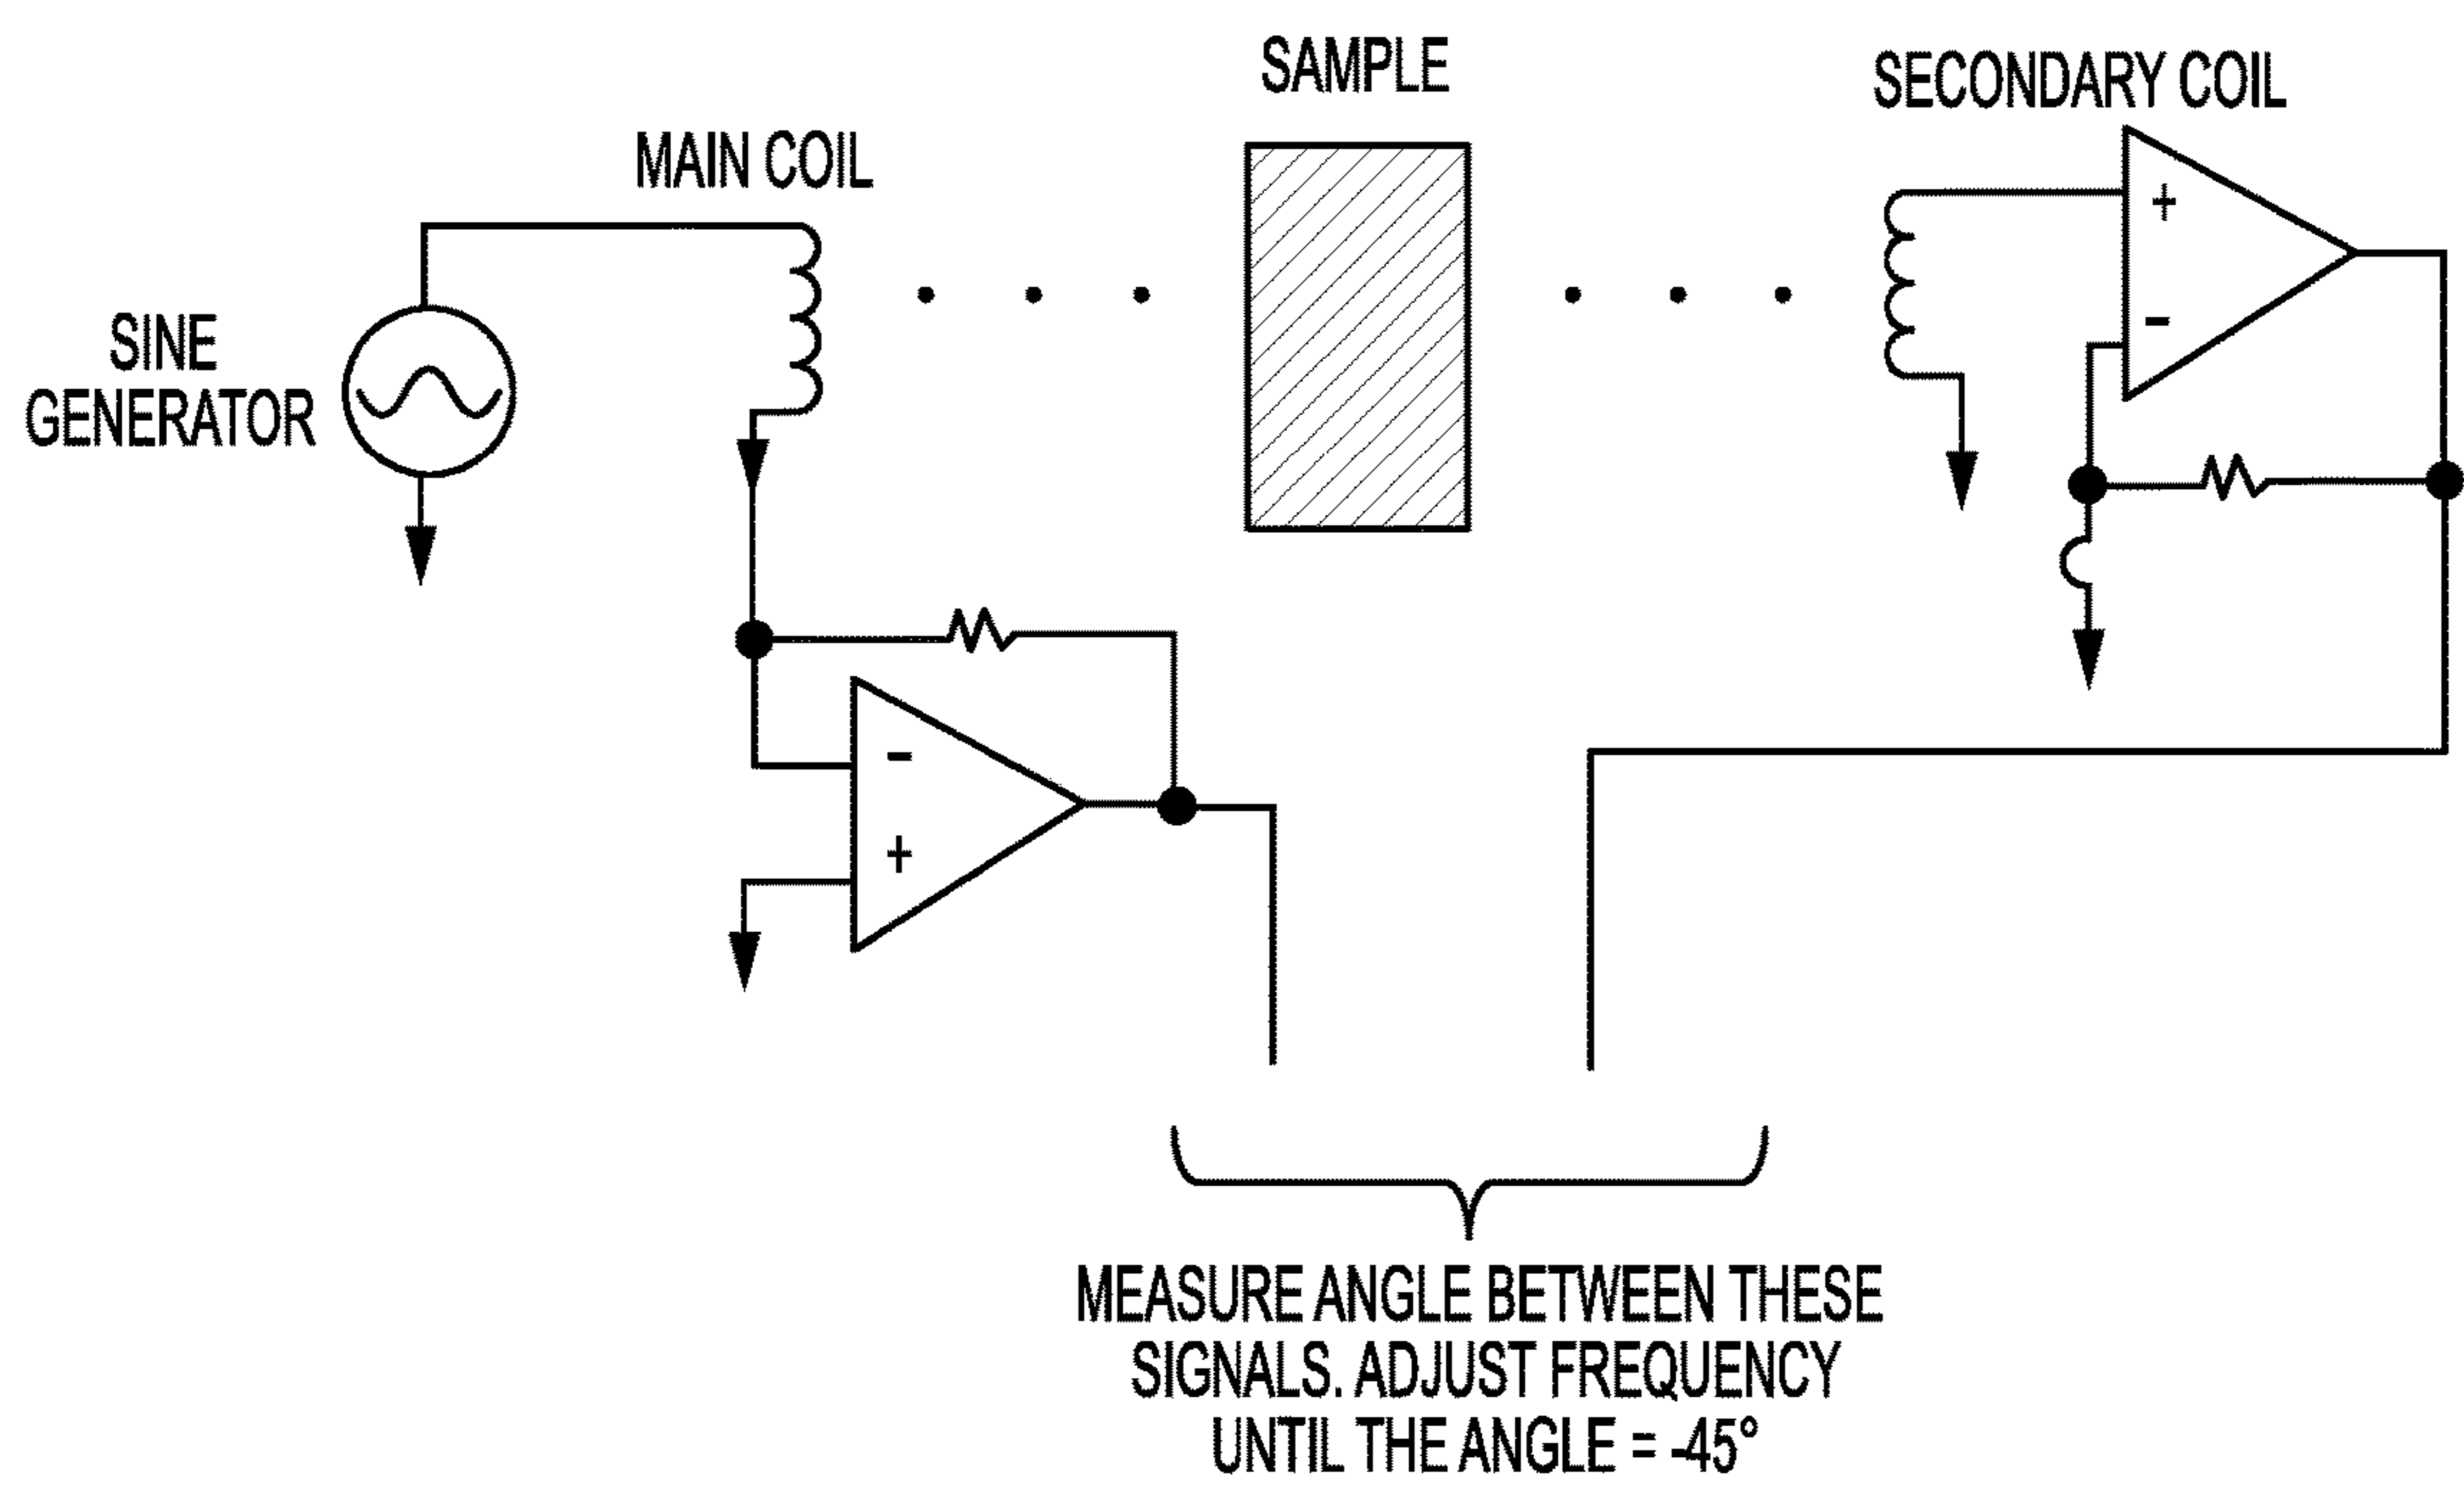 SAMPLE
SECONDARY COIL
MAIN COIL
SINE
GENERATOR
+
-
-
+
MEASURE ANGLE BETWEEN THESE
SIGNALS. ADJUST FREQUENCY
UNTIL THE ANGLE = -45°